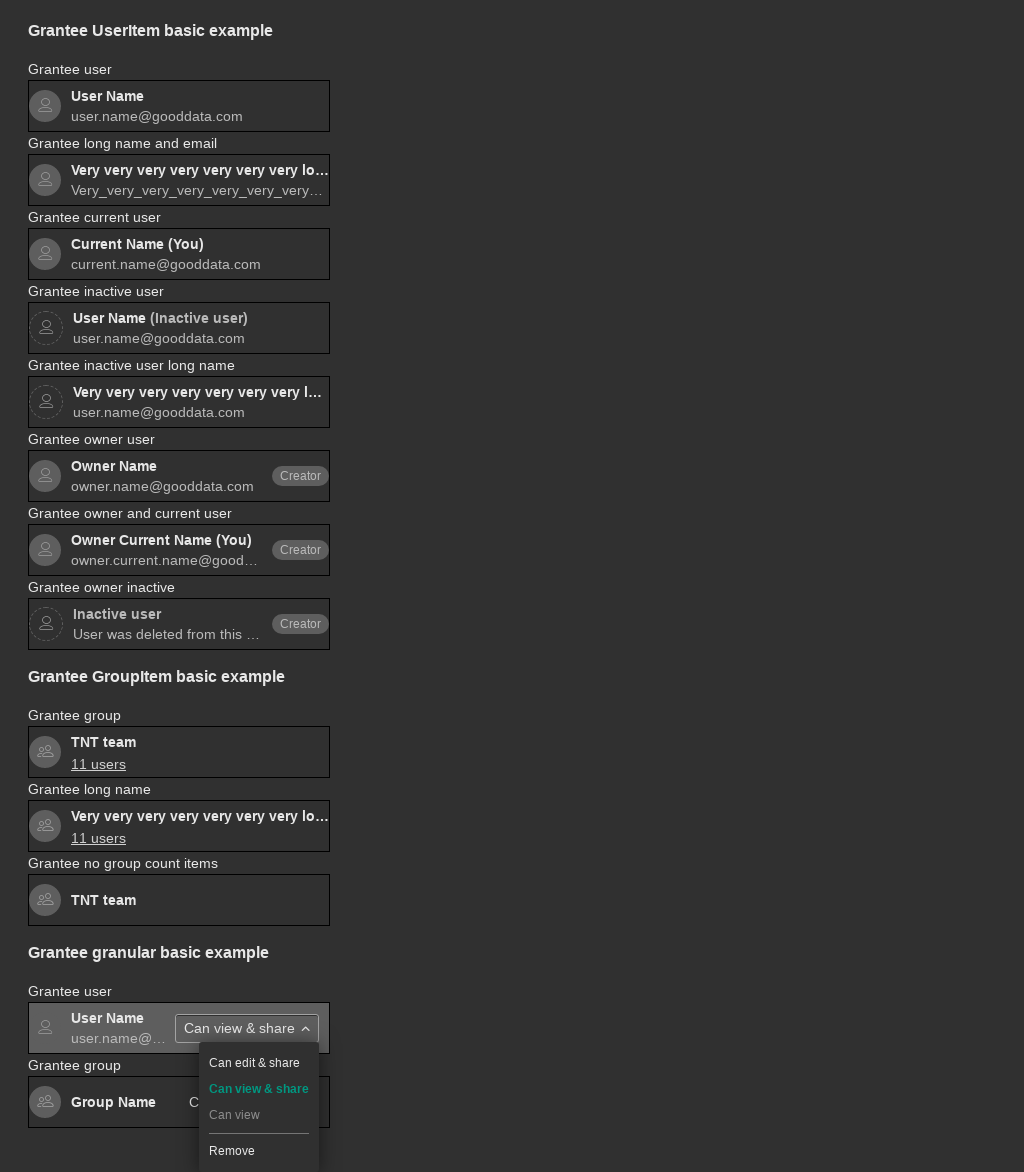 Grantee UserItem basic example
Grantee user
User Name
user.name@gooddata.com
Grantee long name and email
Very very very very very very very lo…
Very_very_very_very_very_very_very…
Grantee current user
Current Name (You)
current.name@gooddata.com
Grantee inactive user
User Name (Inactive user)
user.name@gooddata.com
Grantee inactive user long name
Very very very very very very very l…
user.name@gooddata.com
Grantee owner user
Owner Name
owner.name@gooddata.com
Creator
Grantee owner and current user
Owner Current Name (You)
owner.current.name@good…
Creator
Grantee owner inactive
Inactive user
User was deleted from this …
Creator
Grantee GroupItem basic example
Grantee group
TNT team
11 users
Grantee long name
Very very very very very very very lo…
11 users
Grantee no group count items
TNT team
Grantee granular basic example
Grantee user
User Name
user.name@…
Can view & share
Can edit & share
Can view & share
Can view
Remove
Grantee group
Group Name